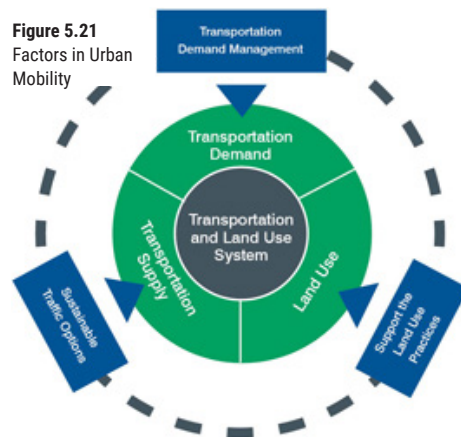 Figure 5.21
Factors in Urban
Mobility
Transportation
Demand Management
Transportation
Demand
Transportation
and Land Use
System
Transportation
Supply
Land Use
Sustainable
Traffic Options
Support the
Land Use
Practices